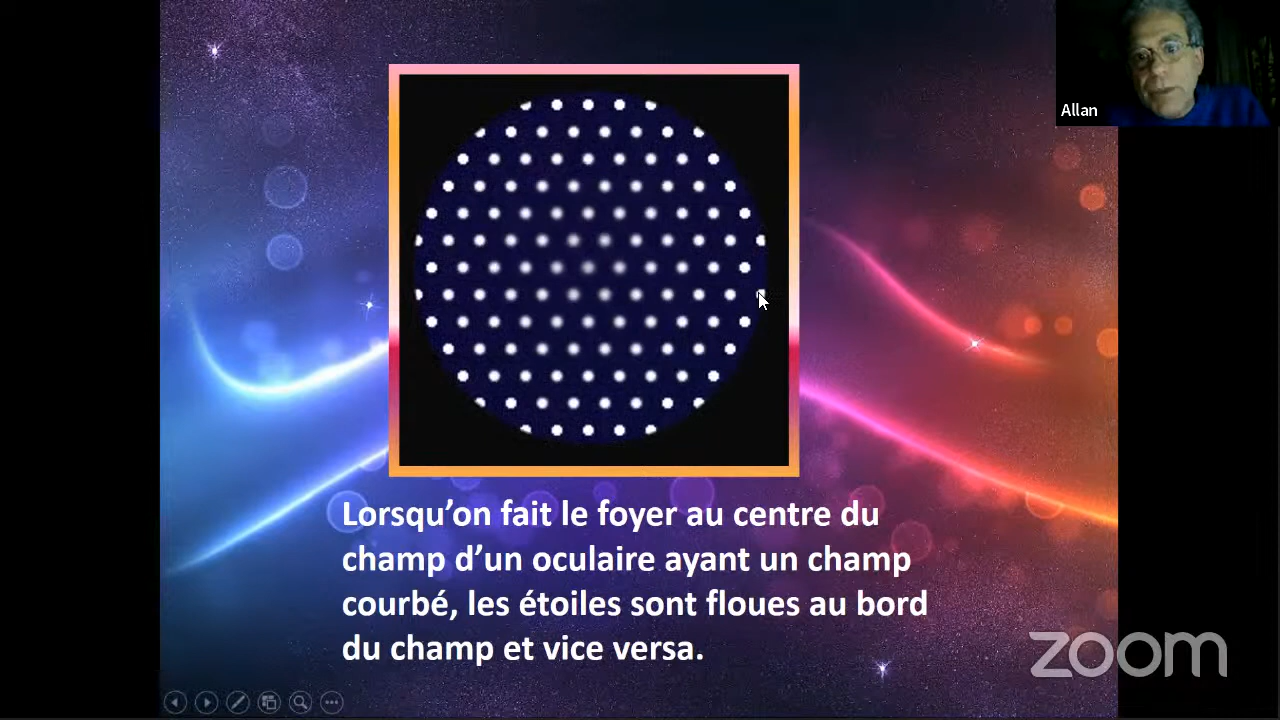 Allan
Lorsqu’on fait le foyer au centre du
champ d’un oculaire ayant un champ
courbé, les étoiles sont floues au bord
du champ et vice versa.
zoom